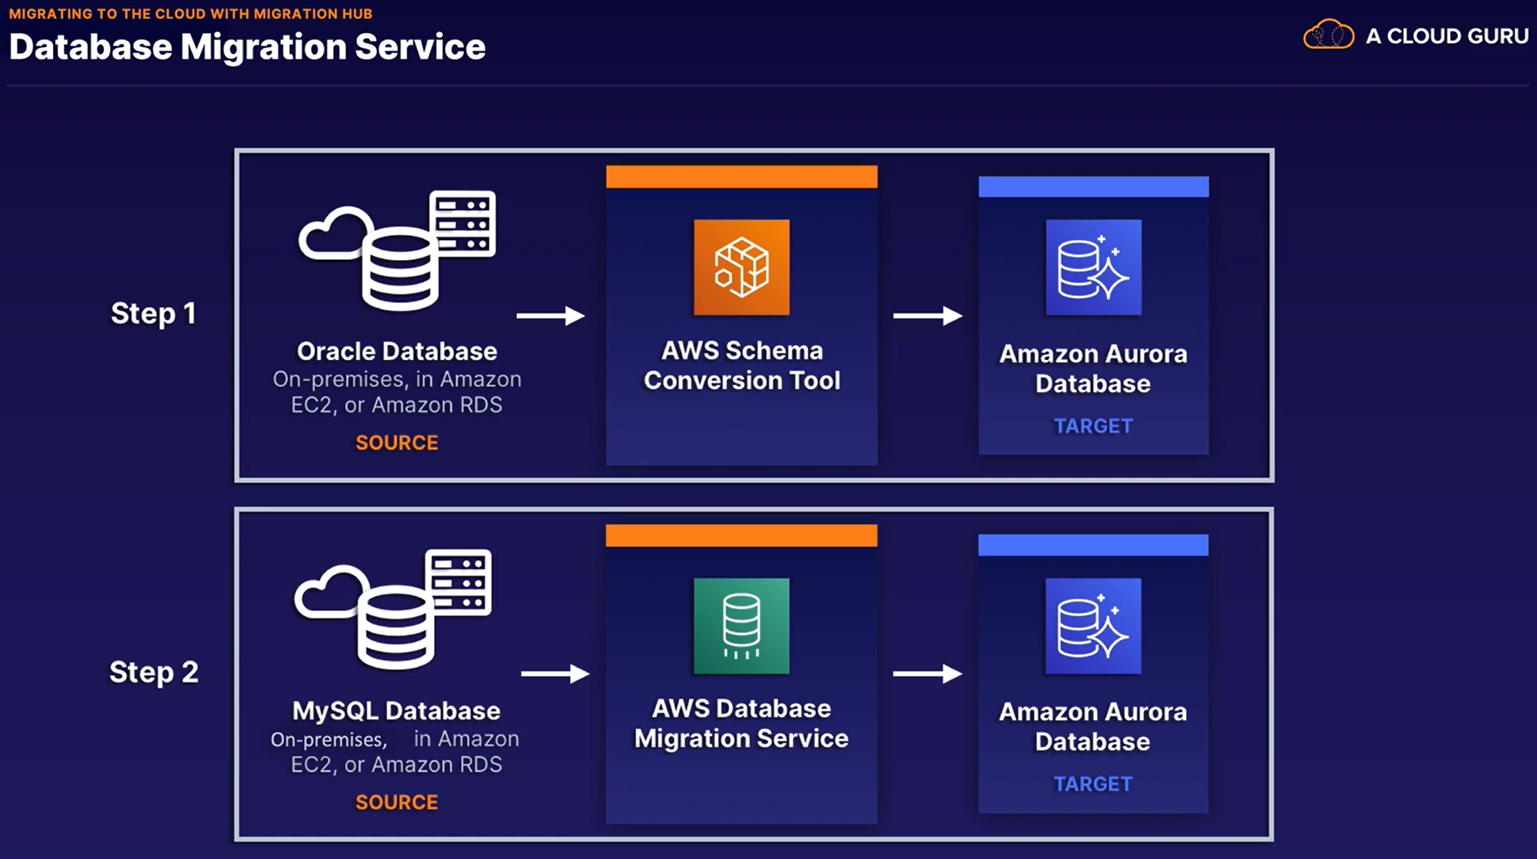 MIGRATING TO THE CLOUD WITH MIGRATION HUB
Database Migration Service
A CLOUD GURU
Step 1
Oracle Database
On-premises, in Amazon
EC2, or Amazon RDS
SOURCE
AWS Schema
Conversion Tool
Amazon Aurora
Database
TARGET
Step 2
MySQL Database
On-premises, in Amazon
EC2, or Amazon RDS
SOURCE
AWS Database
Migration Service
Amazon Aurora
Database
TARGET